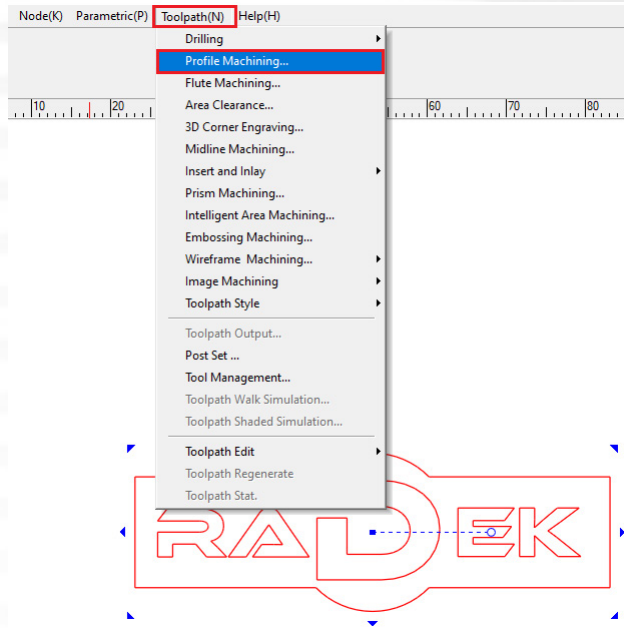 Node(K) Parametric(P) Toolpath(N) Help(H)
Drilling
Profile Machining...
Flute Machining...
10 20 60 70 80
Area Clearance...
3D Corner Engraving...
Midline Machining...
Insert and Inlay
Prism Machining...
Intelligent Area Machining...
Embossing Machining...
Wireframe Machining...
Image Machining
Toolpath Style
Toolpath Output...
Post Set ...
Tool Management...
Toolpath Walk Simulation...
Toolpath Shaded Simulation...
Toolpath Edit
Toolpath Regenerate
Toolpath Stat.
RADEK